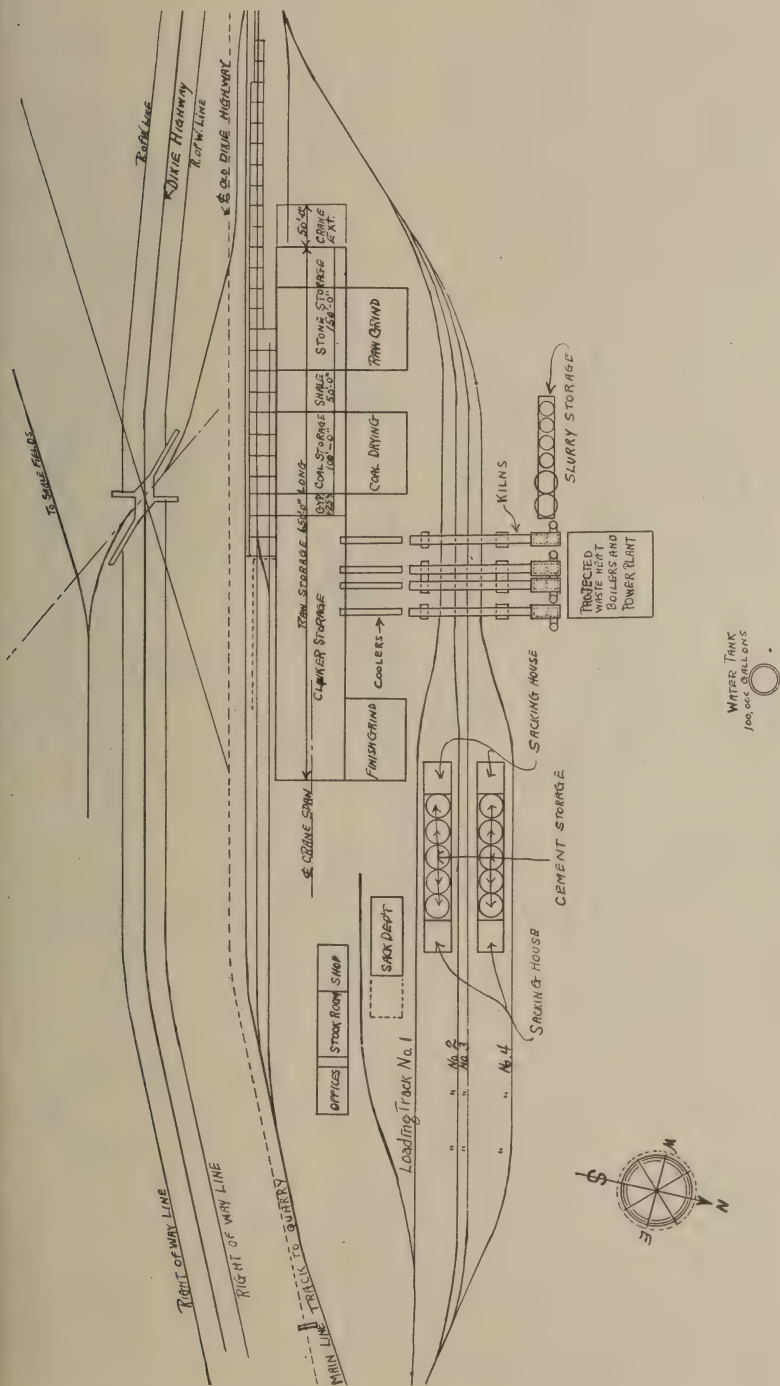 R. OF W. LINE
DIXIE HIGHWAY
R. OF W. LINE
℄ OLD DIXIE HIGHWAY
TO SHALE FIELDS
RIGHT OF WAY LINE
RIGHT OF WAY LINE
TRACK TO QUARRY
MAIN LINE
50'-0"
CRANE
EXT.
STONE STORAGE
150'-0"
SHALE
50'-0"
COAL STORAGE
100'-0"
GYP.
25'
RAW STORAGE 650'-0" LONG
CLINKER STORAGE
℄ CRANE SPAN
RAW GRIND
COAL DRYING
COOLERS
FINISH GRIND
KILNS
SLURRY STORAGE
PROJECTED
WASTE HEAT
BOILERS AND
POWER PLANT
WATER TANK
100,000 GALLONS
SACKING HOUSE
CEMENT STORAGE
SACKING HOUSE
SACK DEPT
OFFICES
STOCK ROOM
SHOP
Loading Track No. 1
" " No. 2
" " No. 3
" " No. 4
S
W
N
E